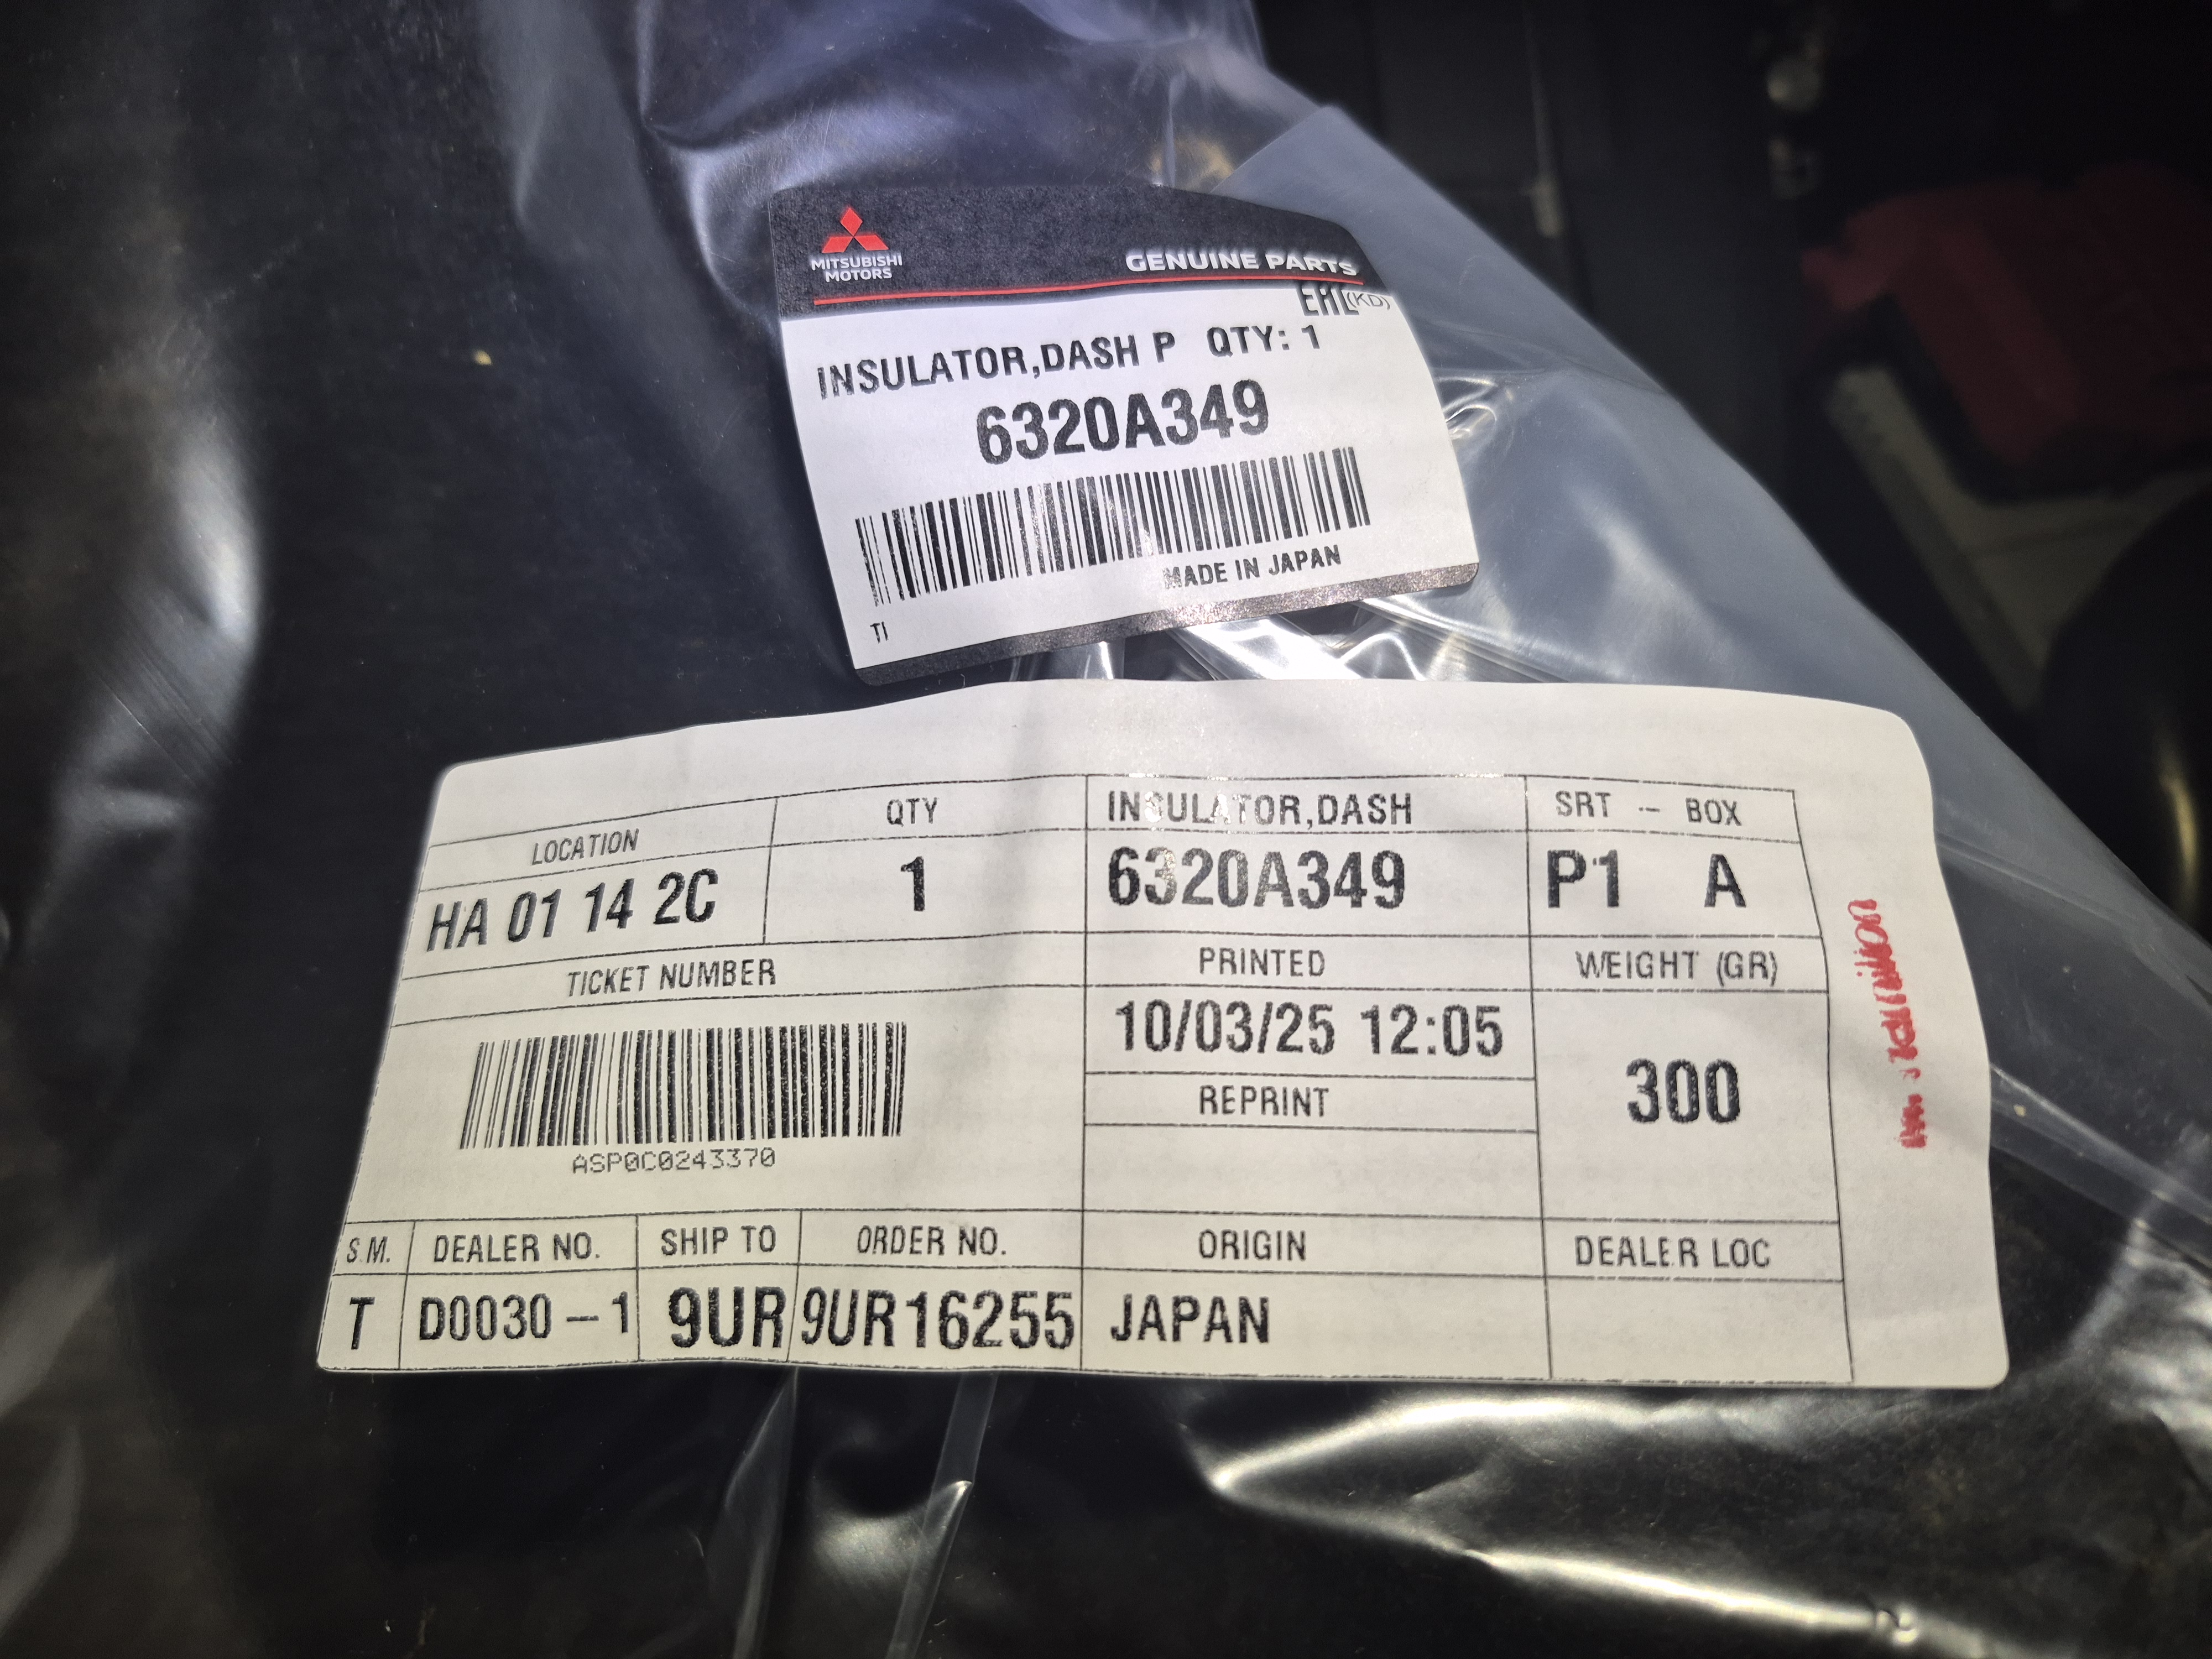 MITSUBISHI
MOTORS
GENUINE PARTS
EAC (KD)
INSULATOR,DASH P QTY: 1
6320A349
MADE IN JAPAN
TI
LOCATION
HA 01 14 2C
QTY
1
INSULATOR,DASH
6320A349
SRT - BOX
P1 A
TICKET NUMBER
ASP0C0243370
PRINTED
10/03/25 12:05
REPRINT
WEIGHT (GR)
300
S.M.
T
DEALER NO.
D0030-1
SHIP TO
9UR
ORDER NO.
9UR16255
ORIGIN
JAPAN
DEALER LOC